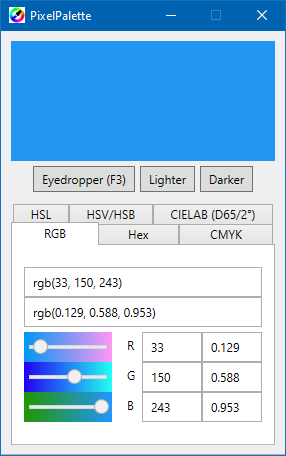 PixelPalette
Eyedropper (F3) Lighter Darker
HSL HSV/HSB CIELAB (D65/2°)
RGB Hex CMYK
rgb(33, 150, 243)
rgb(0.129, 0.588, 0.953)
R 33 0.129
G 150 0.588
B 243 0.953